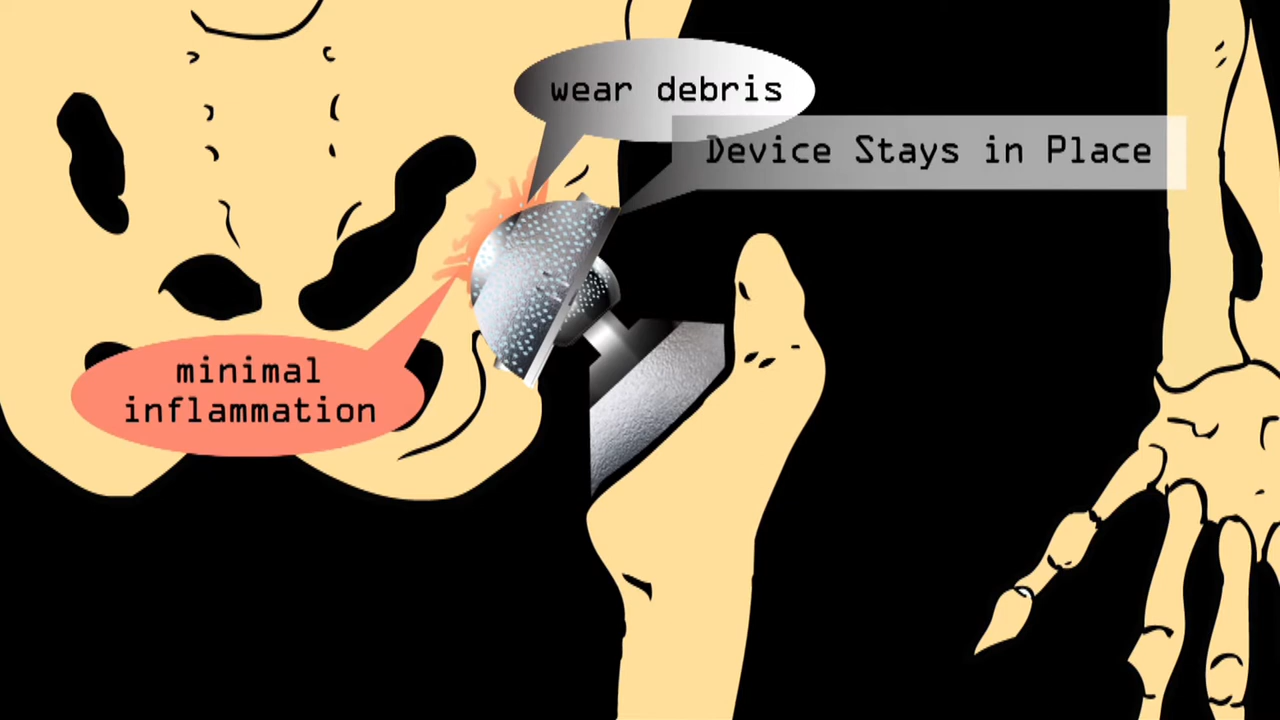 wear debris
Device Stays in Place
minimal
inflammation